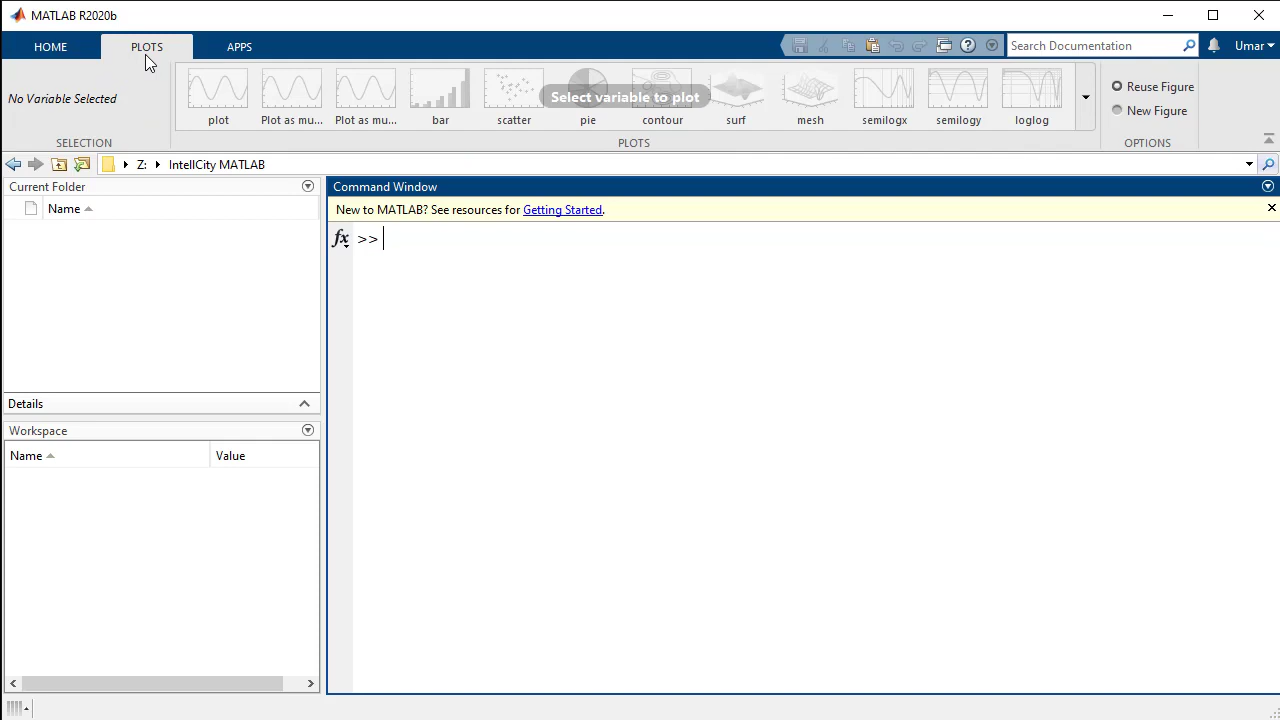 MATLAB R2020b
HOME PLOTS APPS
Search Documentation Umar
No Variable Selected
Select variable to plot
Reuse Figure
New Figure
plot Plot as mu... Plot as mu... bar scatter pie contour surf mesh semilogx semilogy loglog
SELECTION PLOTS OPTIONS
Z: IntellCity MATLAB
Current Folder
Name
Details
Workspace
Name Value
Command Window
New to MATLAB? See resources for Getting Started.
fx >>